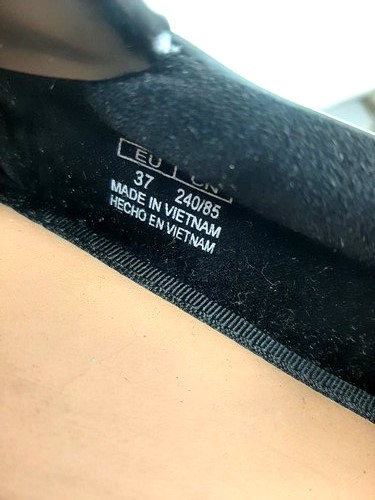 EU CN
37 240/85
MADE IN VIETNAM
HECHO EN VIETNAM